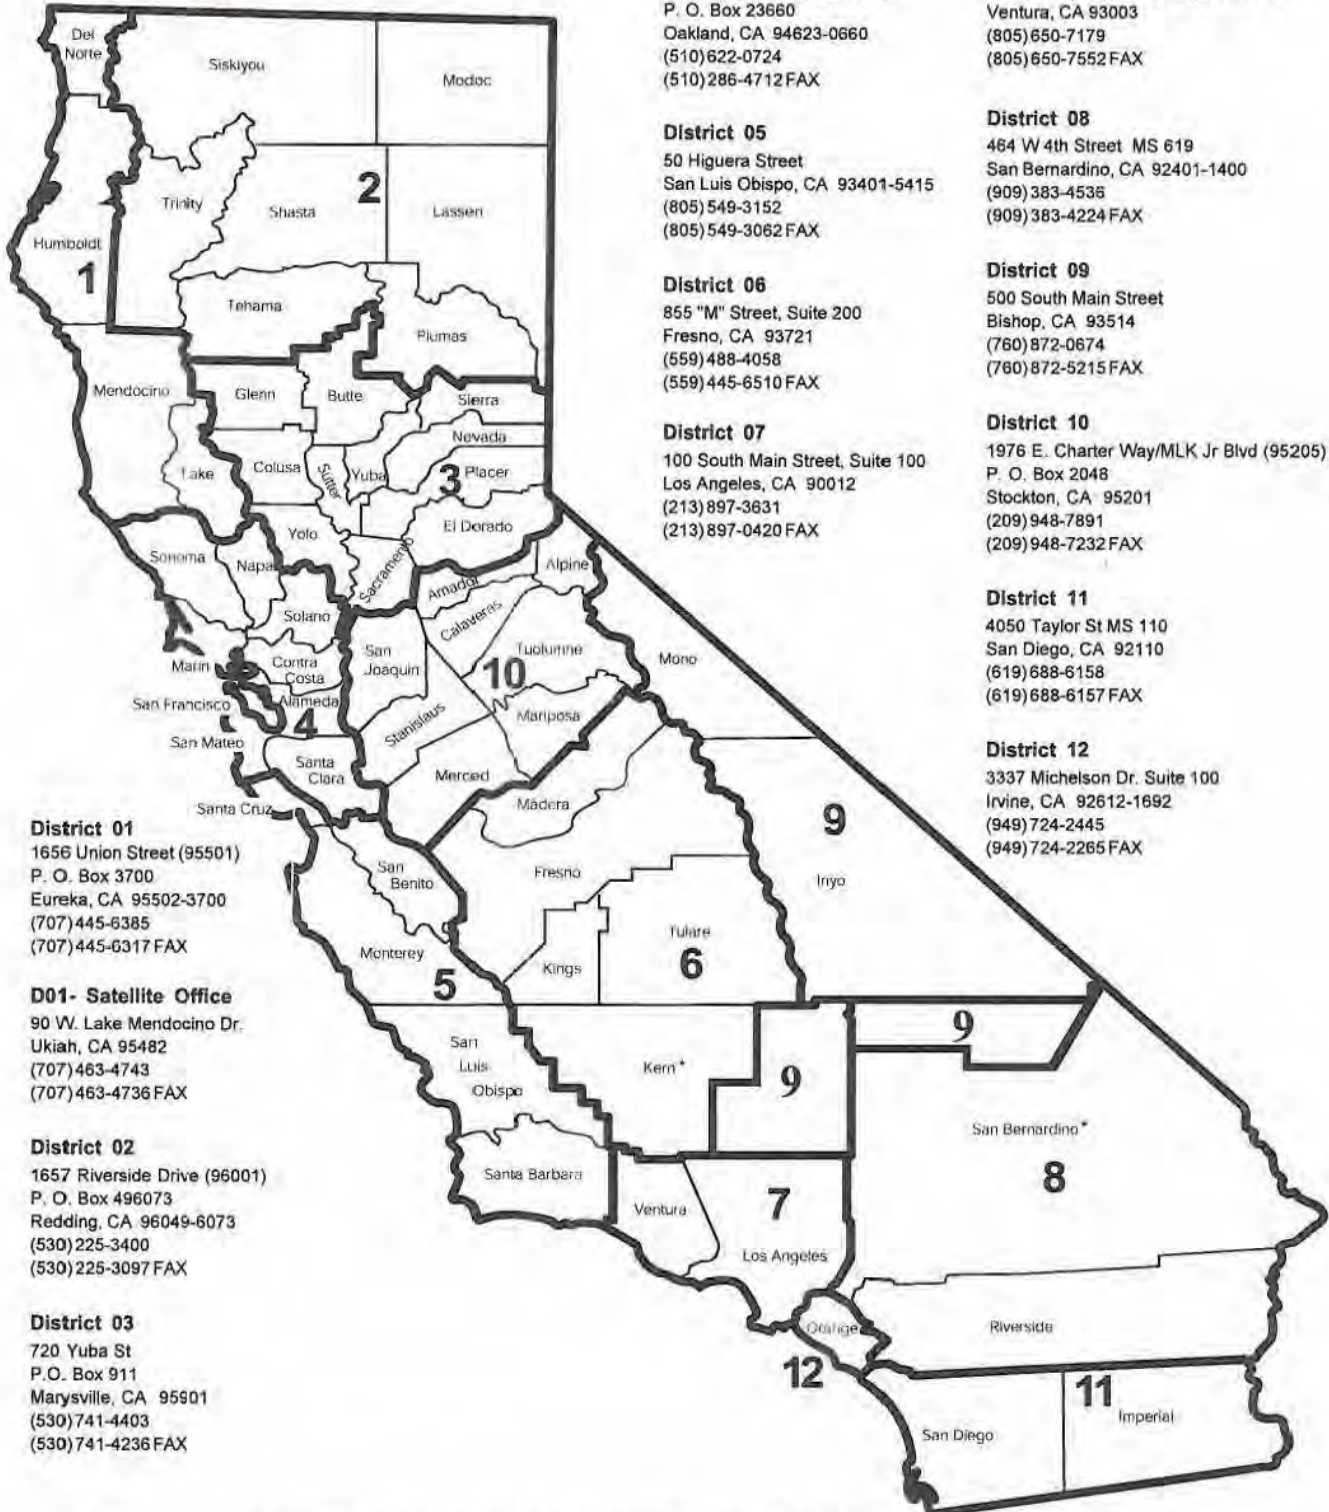 P. O. Box 23660
Oakland, CA 94623-0660
(510)622-0724
(510)286-4712 FAX
Ventura, CA 93003
(805)650-7179
(805)650-7552 FAX
District 05
50 Higuera Street
San Luis Obispo, CA 93401-5415
(805)549-3152
(805)549-3062 FAX
District 08
464 W 4th Street MS 619
San Bernardino, CA 92401-1400
(909)383-4536
(909)383-4224 FAX
District 06
855 "M" Street, Suite 200
Fresno, CA 93721
(559)488-4058
(559)445-6510 FAX
District 09
500 South Main Street
Bishop, CA 93514
(760)872-0674
(760)872-5215 FAX
District 07
100 South Main Street, Suite 100
Los Angeles, CA 90012
(213)897-3631
(213)897-0420 FAX
District 10
1976 E. Charter Way/MLK Jr Blvd (95205)
P. O. Box 2048
Stockton, CA 95201
(209)948-7891
(209)948-7232 FAX
District 11
4050 Taylor St MS 110
San Diego, CA 92110
(619)688-6158
(619)688-6157 FAX
District 12
3337 Michelson Dr. Suite 100
Irvine, CA 92612-1692
(949)724-2445
(949)724-2265 FAX
District 01
1656 Union Street (95501)
P. O. Box 3700
Eureka, CA 95502-3700
(707)445-6385
(707)445-6317 FAX
D01- Satellite Office
90 W. Lake Mendocino Dr.
Ukiah, CA 95482
(707)463-4743
(707)463-4736 FAX
District 02
1657 Riverside Drive (96001)
P. O. Box 496073
Redding, CA 96049-6073
(530)225-3400
(530)225-3097 FAX
District 03
720 Yuba St
P.O. Box 911
Marysville, CA 95901
(530)741-4403
(530)741-4236 FAX
Del
Norte
Siskiyou
Modoc
2
Trinity
Shasta
Lassen
Humboldt
1
Tehama
Plumas
Mendocino
Glenn
Butte
Sierra
Nevada
Lake
Colusa
Sutter
Yuba
3
Placer
Yolo
El Dorado
Sonoma
Napa
Sacramento
Alpine
Amador
Solano
Calaveras
Marin
Contra
Costa
San
Joaquin
Tuolumne
Mono
10
San Francisco
Alameda
4
Stanislaus
Mariposa
San Mateo
Santa
Clara
Merced
Santa Cruz
Madera
9
San
Benito
Fresno
Inyo
Monterey
5
Kings
Tulare
6
9
San
Luis
Obispo
Kern*
9
San Bernardino*
8
Santa Barbara
Ventura
7
Los Angeles
Orange
Riverside
12
11
San Diego
Imperial